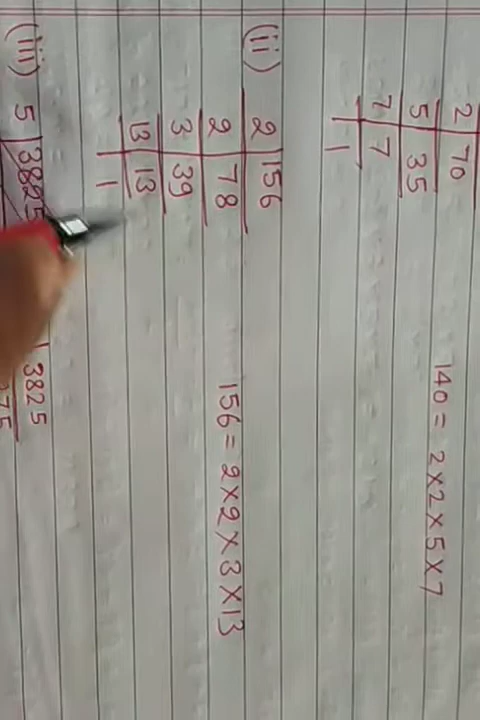 2 | 70
5 | 35
7 | 7
1
140 = 2×2×5×7
(ii) 2 | 156
2 | 78
3 | 39
13 | 13
1
156 = 2×2×3×13
(iii) 5 | 3825
3825